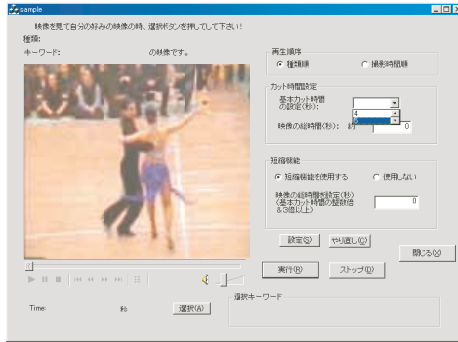 sample
映像を見て自分の好みの映像の時、選択ボタンを押してして下さい!
種類:
キーワード: の映像です。
再生順序
種類順 撮影時間順
カット時間設定
基本カット時間
の設定(秒):
4
映像の総時間(秒): 約 0
短縮機能
短縮機能を使用する 使用しない
映像の総時間を設定(秒)
(基本カット時間の整数倍
&3倍以上)
0
設定(S) やり直し(C)
閉じる(X)
実行(R) ストップ(D)
Time: 秒 選択(A)
選択キーワード